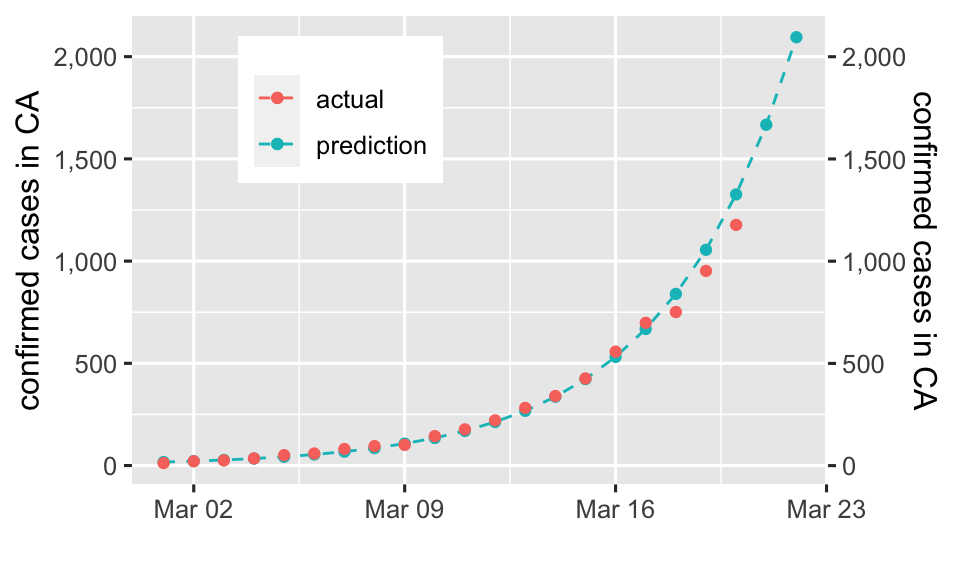 confirmed cases in CA
2,000
1,500
1,000
500
0
actual
prediction
2,000
1,500
1,000
500
0
confirmed cases in CA
Mar 02
Mar 09
Mar 16
Mar 23